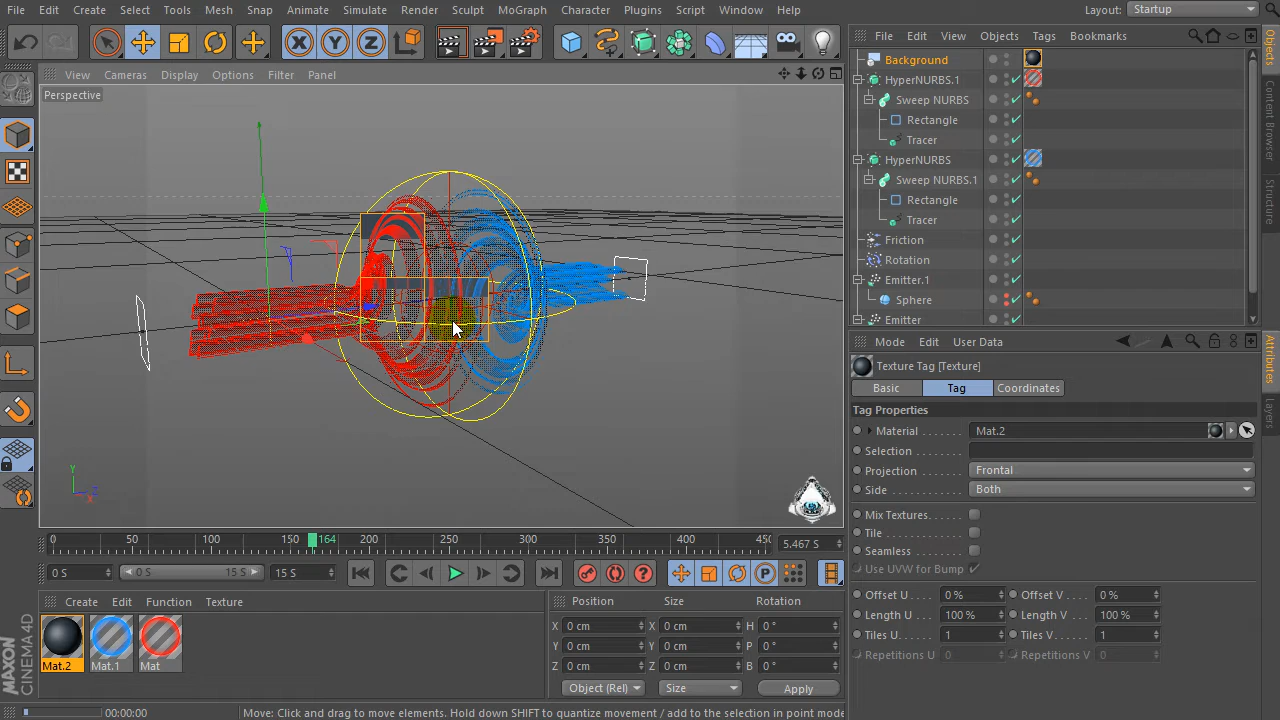 File Edit Create Select Tools Mesh Snap Animate Simulate Render Sculpt MoGraph Character Plugins Script Window Help Layout: Startup
X Y Z
View Cameras Display Options Filter Panel
Perspective
Y
Z
X
0 50 100 150 164 200 250 300 350 400 450 5.467 S
0 S 0 S 15 S 15 S
P
Create Edit Function Texture
Mat.2 Mat.1 Mat
Position Size Rotation
X 0 cm X 0 cm H 0 °
Y 0 cm Y 0 cm P 0 °
Z 0 cm Z 0 cm B 0 °
Object (Rel) Size Apply
MAXON
CINEMA 4D
00:00:00 Move: Click and drag to move elements. Hold down SHIFT to quantize movement / add to the selection in point mode
File Edit View Objects Tags Bookmarks
Background
HyperNURBS.1
Sweep NURBS
Rectangle
Tracer
HyperNURBS
Sweep NURBS.1
Rectangle
Tracer
Friction
Rotation
Emitter.1
Sphere
Emitter
Objects
Content Browser
Structure
Mode Edit User Data
Texture Tag [Texture]
Basic Tag Coordinates
Tag Properties
Material Mat.2
Selection
Projection Frontal
Side Both
Mix Textures
Tile
Seamless
Use UVW for Bump
Offset U 0 % Offset V 0 %
Length U 100 % Length V 100 %
Tiles U 1 Tiles V 1
Repetitions U 0 Repetitions V 0
Attributes
Layers